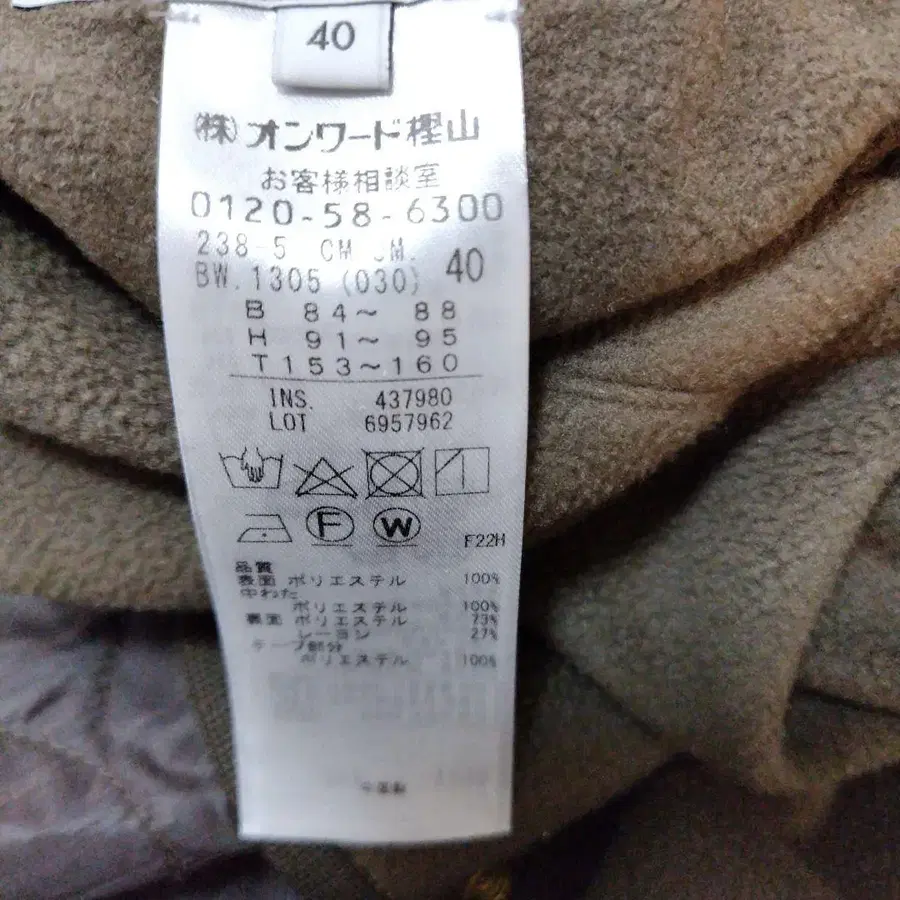 40
(株)オンワード樫山
お客様相談室
0120-58-6300
238-5 CM
BW.1305 (030) 40
B 84～ 88
H 91～ 95
T153～160
INS. 437980
LOT 6957962
F W F22H
品質
表面 ポリエステル 100%
中わた
ポリエステル 100%
裏面 ポリエステル 73%
レーヨン 27%
テープ部分
ポリエステル 100%